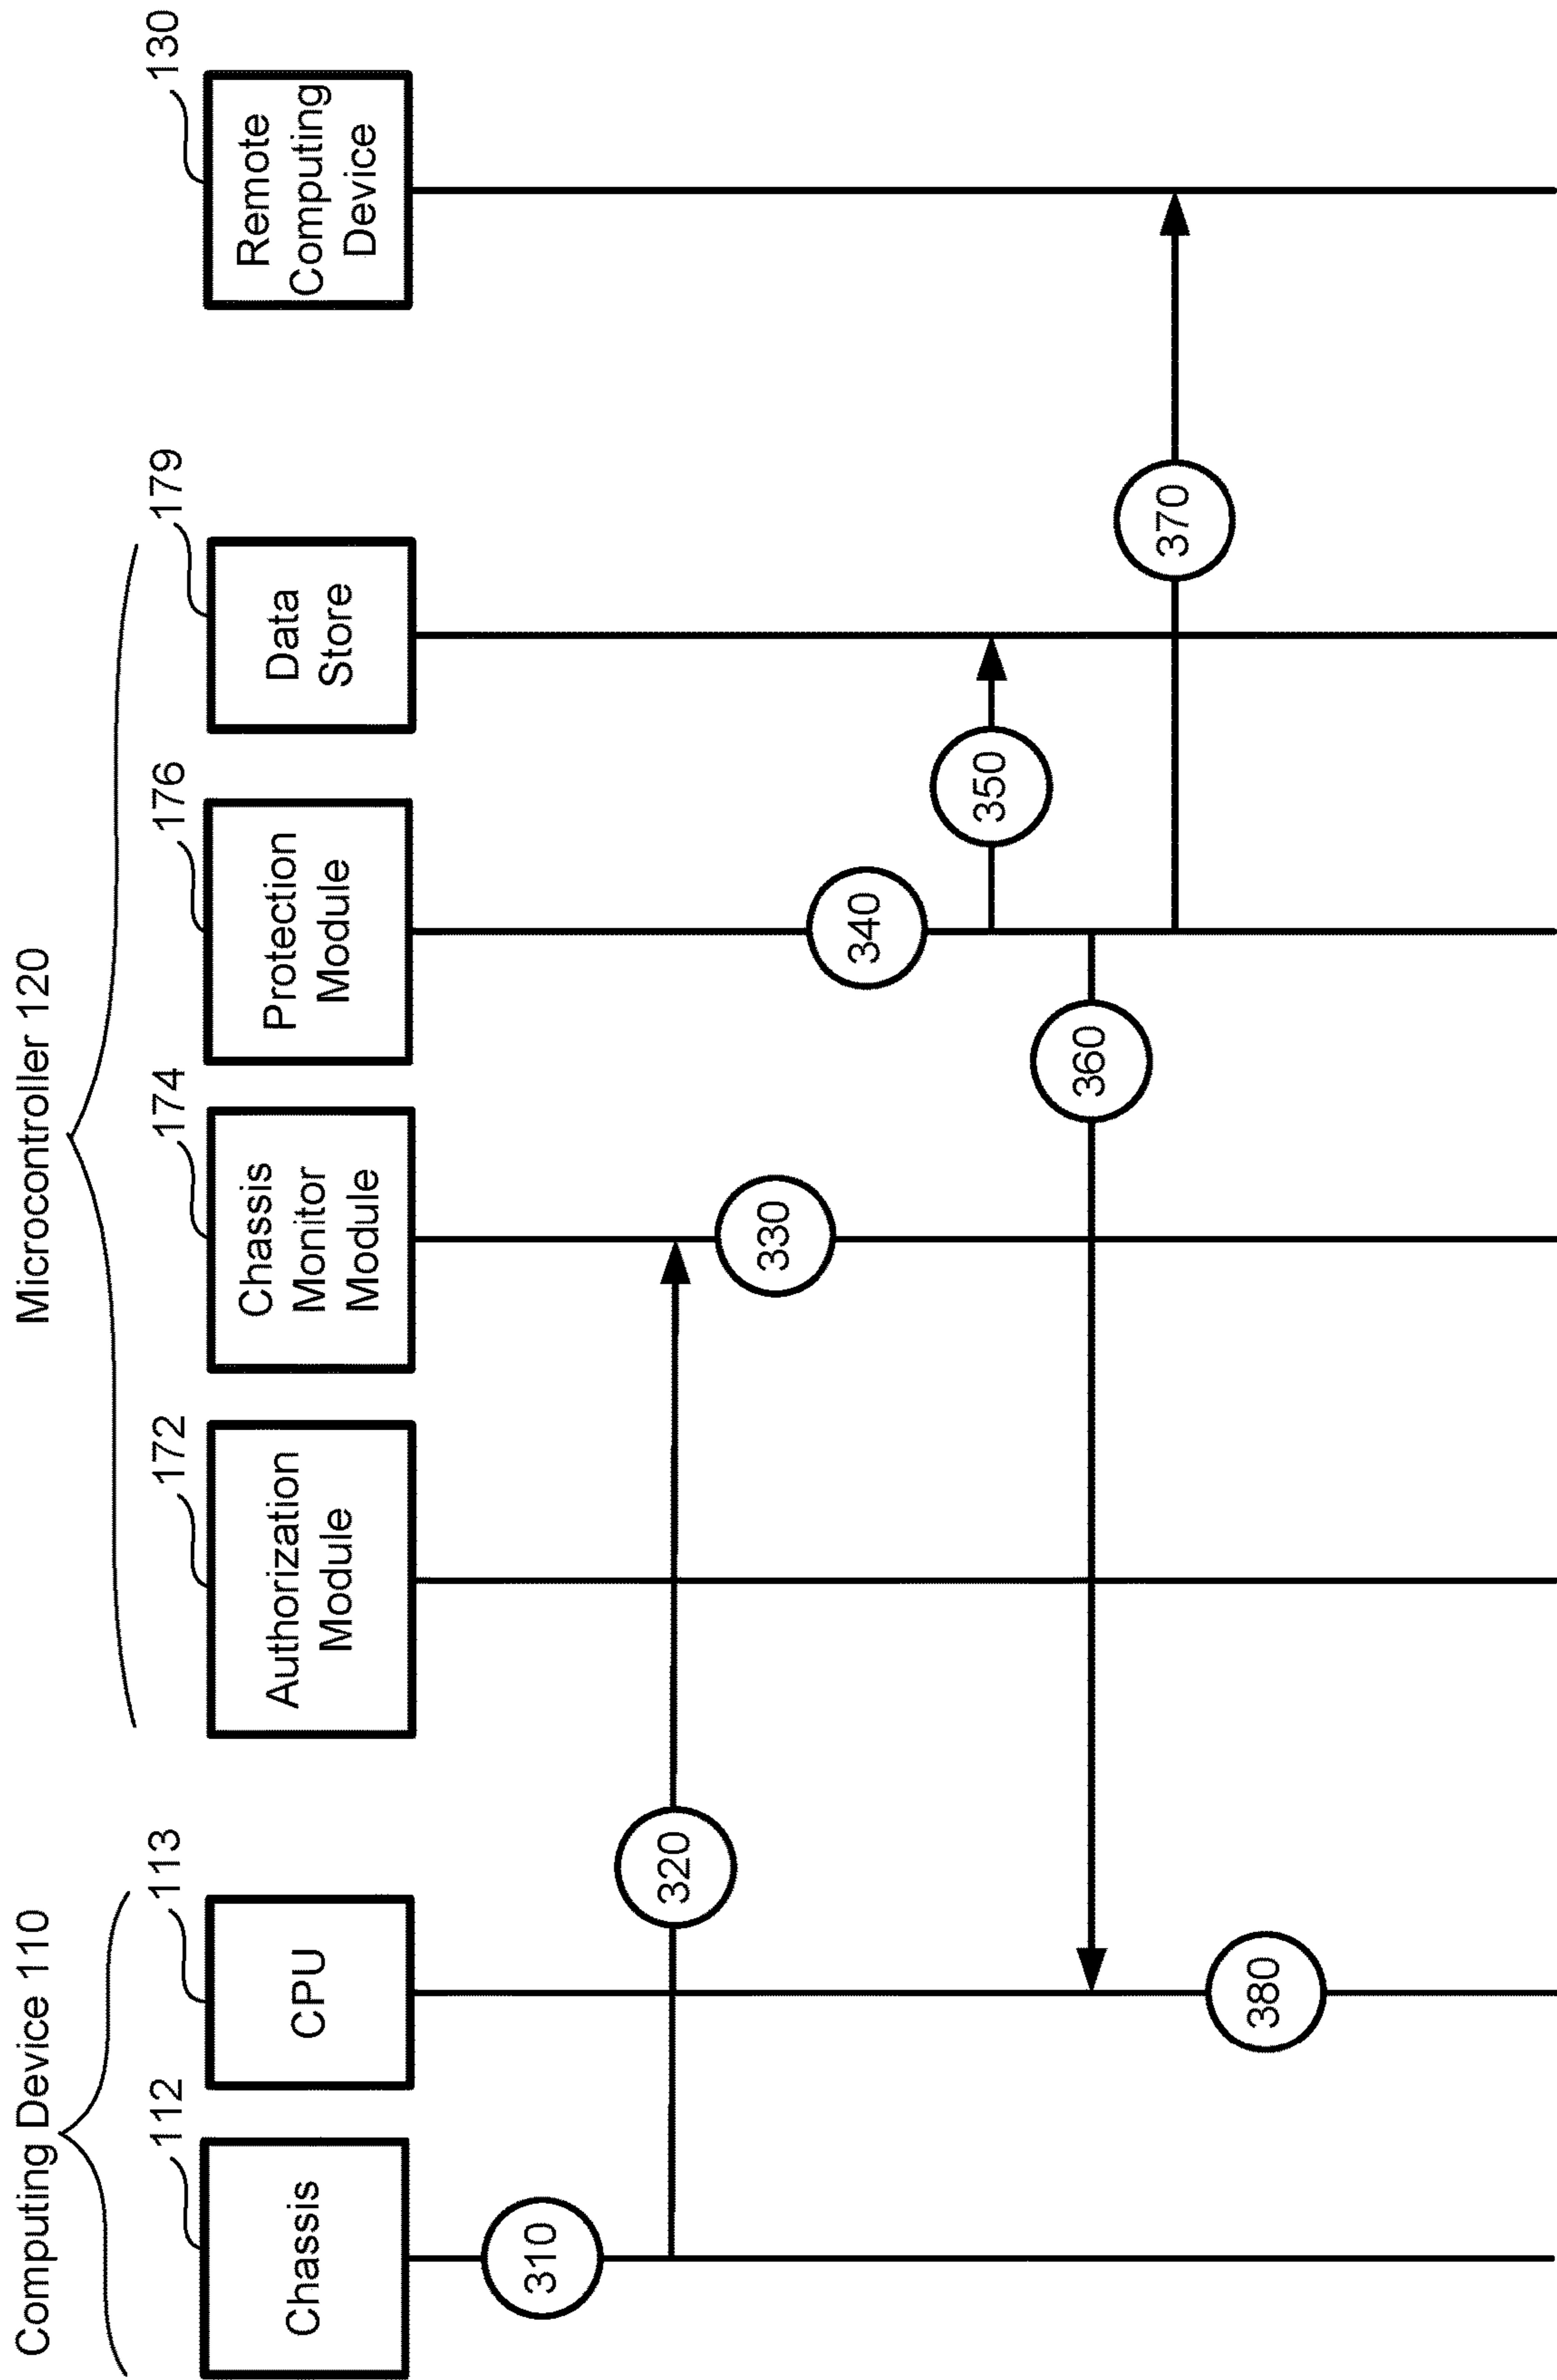 Computing Device 110
Microcontroller 120
112
113
172
174
176
179
130
Chassis
CPU
Authorization
Module
Chassis
Monitor
Module
Protection
Module
Data
Store
Remote
Computing
Device
310
320
330
340
350
360
370
380